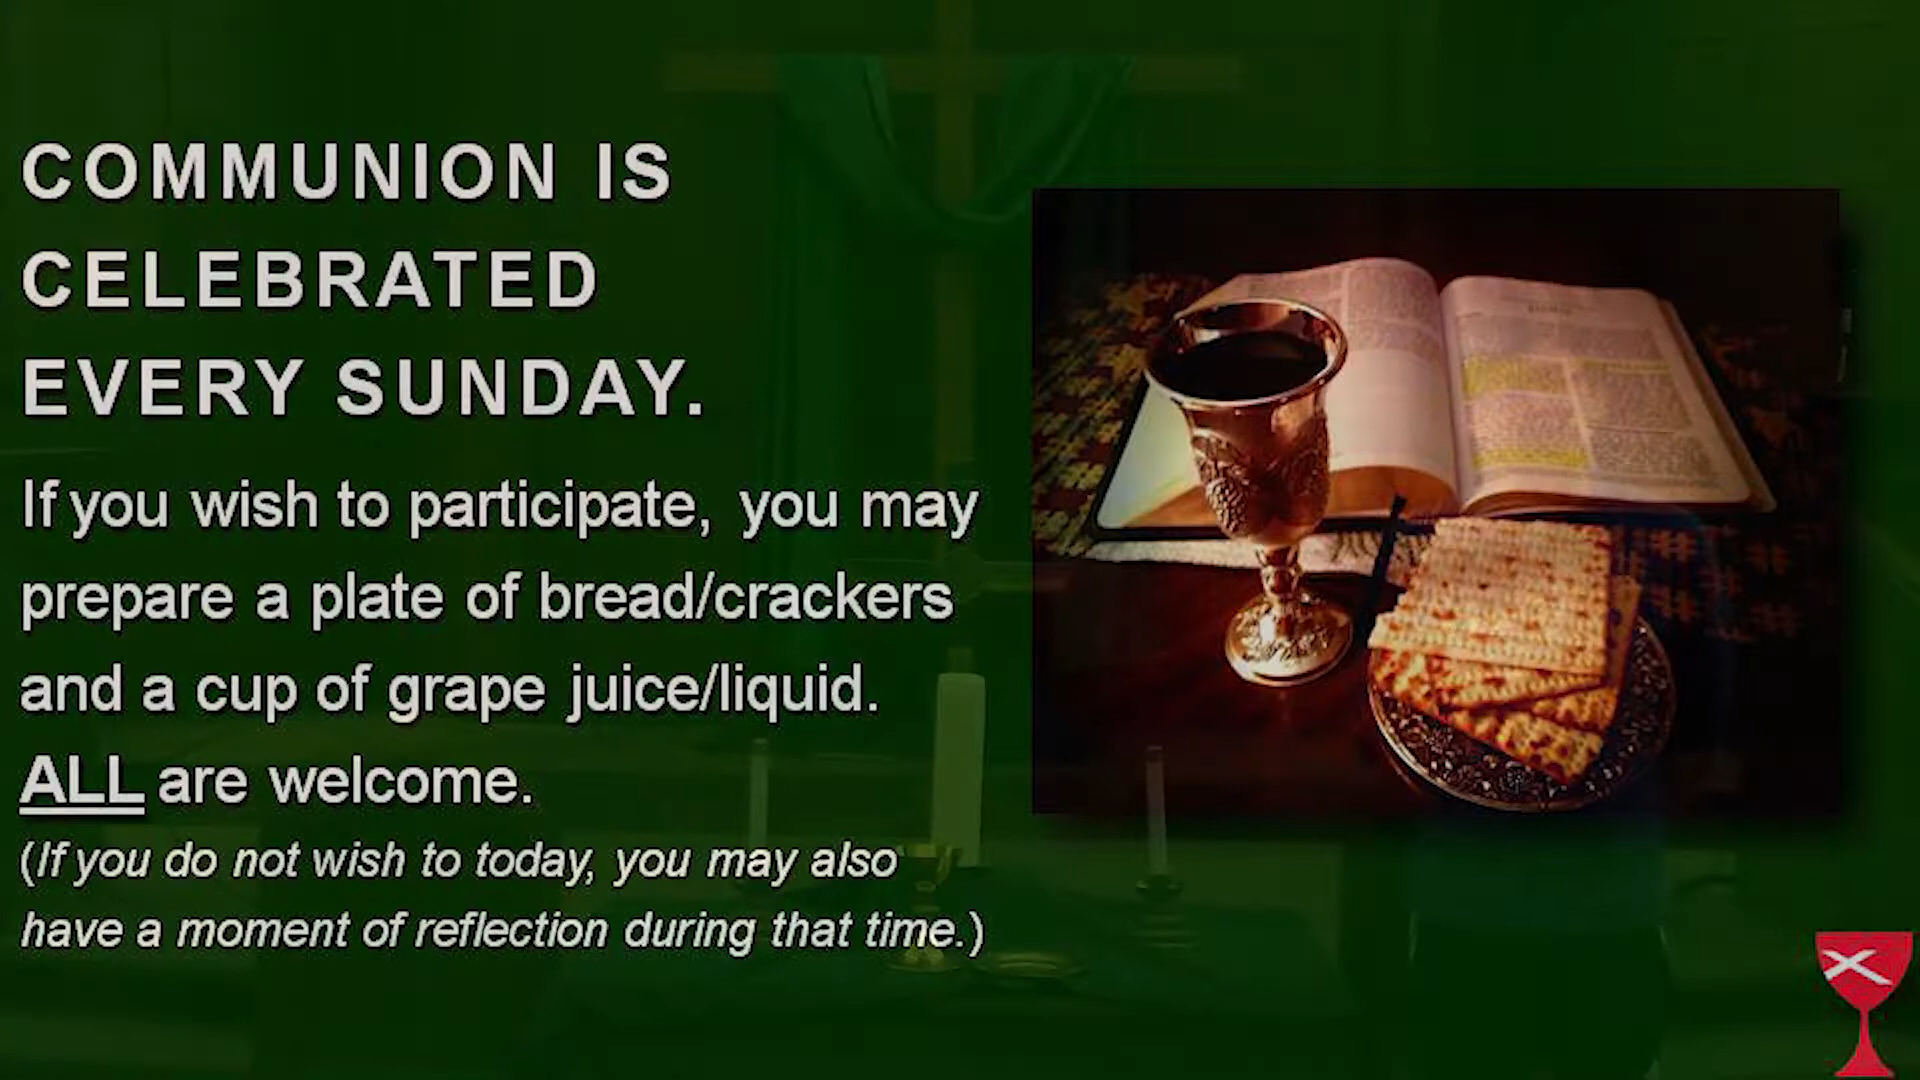 COMMUNION IS
CELEBRATED
EVERY SUNDAY.
If you wish to participate, you may
prepare a plate of bread/crackers
and a cup of grape juice/liquid.
ALL are welcome.
(If you do not wish to today, you may also
have a moment of reflection during that time.)